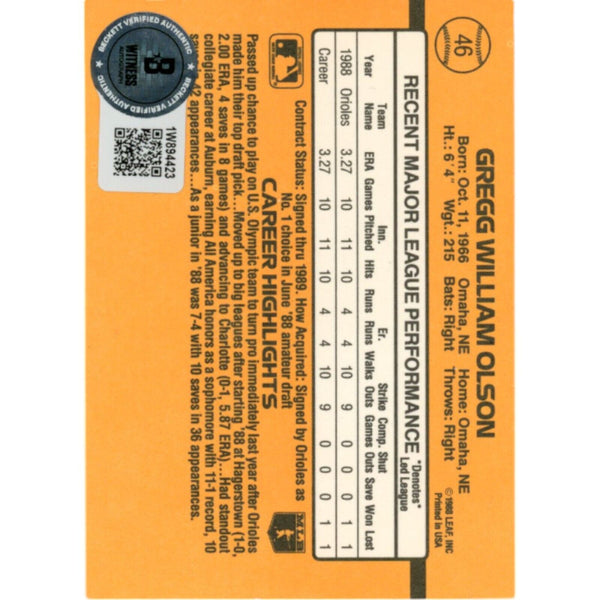 46
GREGG WILLIAM OLSON
Born: Oct. 11, 1966 Omaha, NE Home: Omaha, NE
Ht.: 6'4" Wgt.: 215 Bats: Right Throws: Right
©1988 LEAF, INC
Printed in USA
RECENT MAJOR LEAGUE PERFORMANCE
"Denotes"
Led League
Team Inn. Er. Strike Comp. Shut
Year Name ERA Games Pitched Hits Runs Runs Walks Outs Games Outs Save Won Lost
1988 Orioles 3.27 10 11 10 4 4 10 9 0 0 0 1 1
Career 3.27 10 11 10 4 4 10 9 0 0 0 1 1
Contract Status: Signed thru 1989. How Acquired: Signed by Orioles as
No. 1 choice in June '88 amateur draft
MLB
CAREER HIGHLIGHTS
Passed up chance to play on U.S. Olympic team to turn pro immediately last year after Orioles
made him their top draft pick...Moved up to big leagues after starting '88 at Hagerstown (1-0,
2.00 ERA, 4 saves in 8 games) and advancing to Charlotte (0-1, 5.87 ERA)...Had standout
collegiate career at Auburn, earning All America honors as a sophomore with 11-1 record, 10
42 appearances...As a junior in '88 was 7-4 with 10 saves in 36 appearances.
BECKETT VERIFIED AUTHENTIC
B
WITNESS
AUTOGRAPH
BECKETT VERIFIED AUTHENTIC
1W894423